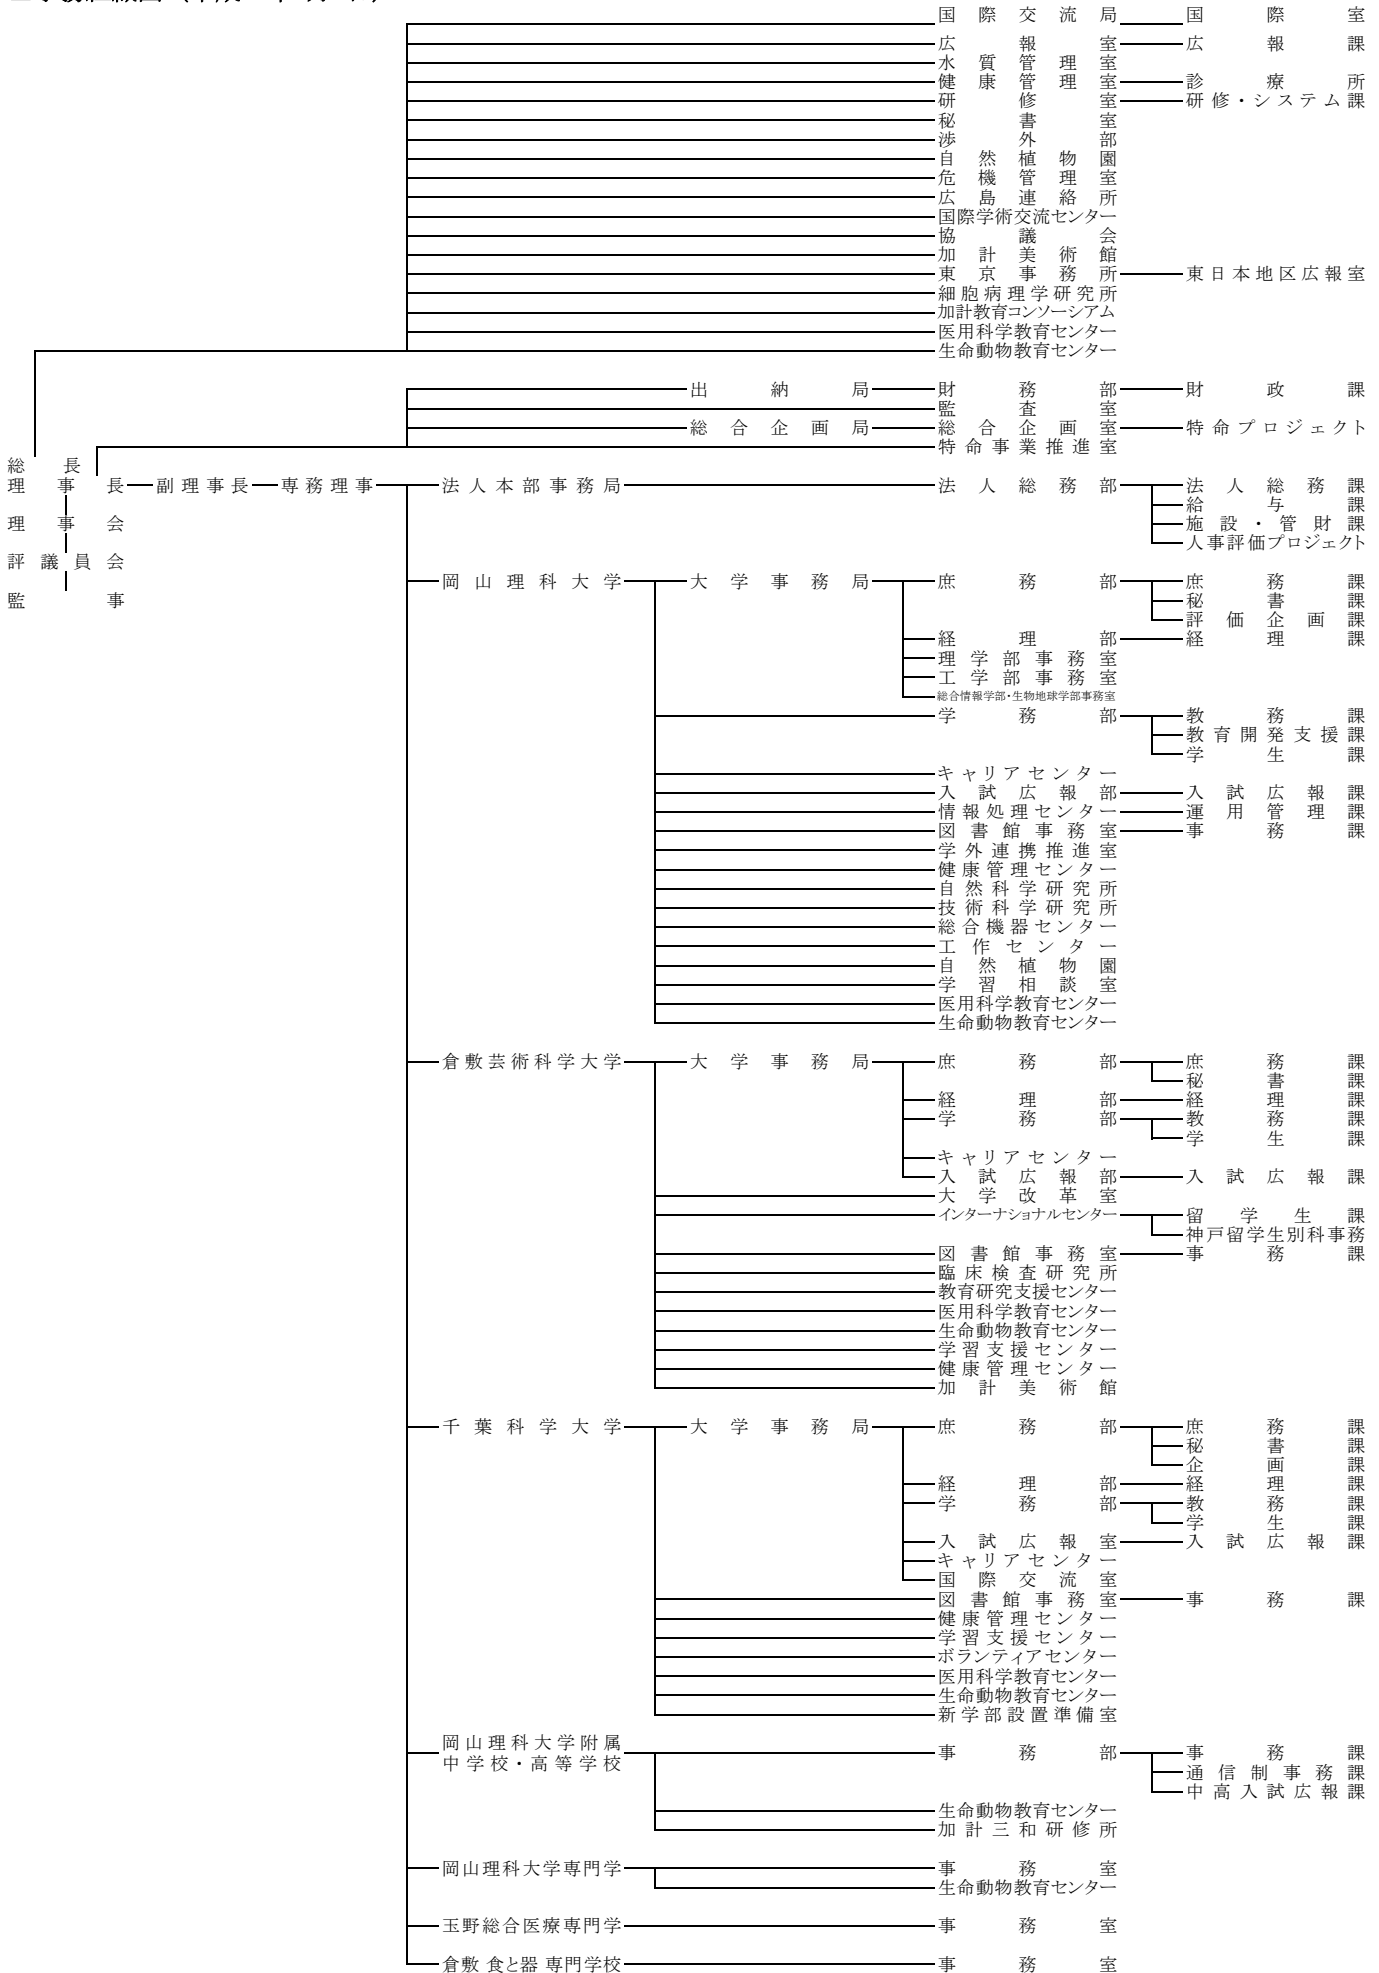 国際交流局 国際室
広報室 広報課
水質管理室
健康管理室 診療所
研修室 研修・システム課
秘書室
渉外部
自然植物園
危機管理室
広島連絡所
国際学術交流センター
協議会
加計美術館
東京事務所 東日本地区広報室
細胞病理学研究所
加計教育コンソーシアム
医用科学教育センター
生命動物教育センター
出納局 財務部 財政課
監査室
総合企画局 総合企画室 特命プロジェクト
特命事業推進室
総長
理事長 副理事長 専務理事 法人本部事務局 法人総務部 法人総務課
給与課
理事会 施設・管財課
人事評価プロジェクト
評議員会
岡山理科大学 大学事務局 庶務部 庶務課
監事 秘書課
評価企画課
経理部 経理課
理学部事務室
工学部事務室
総合情報学部・生物地球学部事務室
学務部 教務課
教育開発支援課
学生課
キャリアセンター
入試広報部 入試広報課
情報処理センター 運用管理課
図書館事務室 事務課
学外連携推進室
健康管理センター
自然科学研究所
技術科学研究所
総合機器センター
工作センター
自然植物園
学習相談室
医用科学教育センター
生命動物教育センター
倉敷芸術科学大学 大学事務局 庶務部 庶務課
秘書課
経理部 経理課
学務部 教務課
学生課
キャリアセンター
入試広報部 入試広報課
大学改革室
インターナショナルセンター 留学生課
神戸留学生別科事務
図書館事務室 事務課
臨床検査研究所
教育研究支援センター
医用科学教育センター
生命動物教育センター
学習支援センター
健康管理センター
加計美術館
千葉科学大学 大学事務局 庶務部 庶務課
秘書課
企画課
経理部 経理課
学務部 教務課
学生課
入試広報室 入試広報課
キャリアセンター
国際交流室
図書館事務室 事務課
健康管理センター
学習支援センター
ボランティアセンター
医用科学教育センター
生命動物教育センター
新学部設置準備室
岡山理科大学附属
中学校・高等学校 事務部 事務課
通信制事務課
中高入試広報課
生命動物教育センター
加計三和研修所
岡山理科大学専門学 事務室
生命動物教育センター
玉野総合医療専門学 事務室
倉敷 食と器 専門学校 事務室